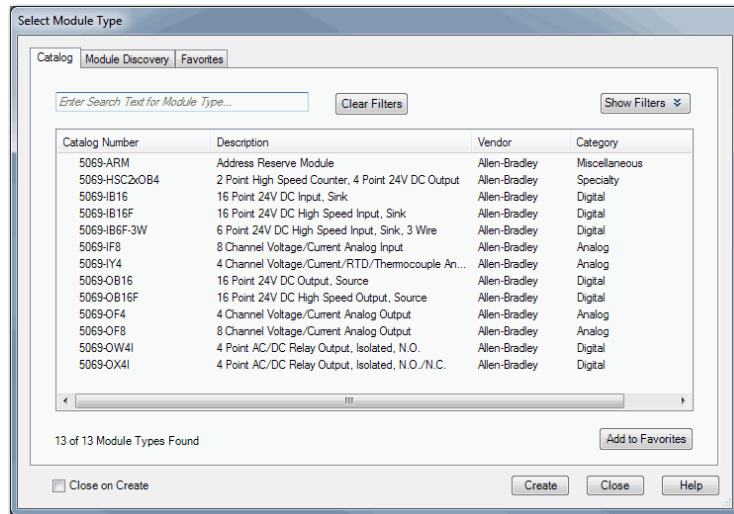 Select Module Type
Catalog Module Discovery Favorites
Enter Search Text for Module Type... Clear Filters Show Filters
Catalog Number Description Vendor Category
5069-ARM Address Reserve Module Allen-Bradley Miscellaneous
5069-HSC2xOB4 2 Point High Speed Counter, 4 Point 24V DC Output Allen-Bradley Specialty
5069-IB16 16 Point 24V DC Input, Sink Allen-Bradley Digital
5069-IB16F 16 Point 24V DC High Speed Input, Sink Allen-Bradley Digital
5069-IB6F-3W 6 Point 24V DC High Speed Input, Sink, 3 Wire Allen-Bradley Digital
5069-IF8 8 Channel Voltage/Current Analog Input Allen-Bradley Analog
5069-IY4 4 Channel Voltage/Current/RTD/Thermocouple An... Allen-Bradley Analog
5069-OB16 16 Point 24V DC Output, Source Allen-Bradley Digital
5069-OB16F 16 Point 24V DC High Speed Output, Source Allen-Bradley Digital
5069-OF4 4 Channel Voltage/Current Analog Output Allen-Bradley Analog
5069-OF8 8 Channel Voltage/Current Analog Output Allen-Bradley Analog
5069-OW4I 4 Point AC/DC Relay Output, Isolated, N.O. Allen-Bradley Digital
5069-OX4I 4 Point AC/DC Relay Output, Isolated, N.O./N.C. Allen-Bradley Digital
13 of 13 Module Types Found Add to Favorites
Close on Create Create Close Help